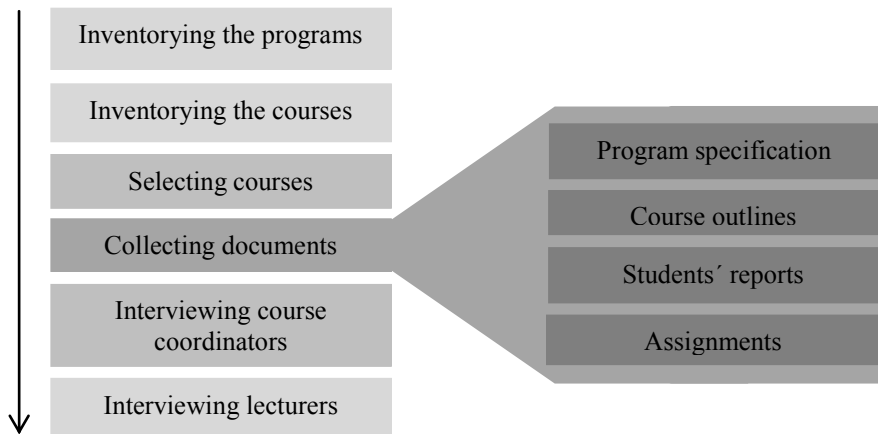 Inventorying the programs
Inventorying the courses
Selecting courses
Collecting documents
Interviewing course
coordinators
Interviewing lecturers
Program specification
Course outlines
Students´ reports
Assignments